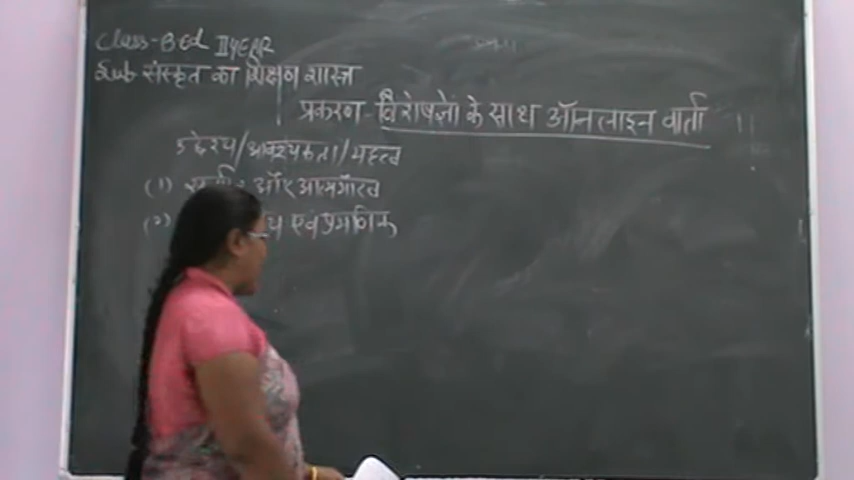 Class-B Ed II YEAR
Sub संस्कृत का शिक्षण शास्त्र
प्रकरण - विशेषज्ञों के साथ ऑनलाइन वार्ता
उद्देश्य/आवश्यकता/महत्त्व
(1) और आत्मगौरव
(2) एवं प्रमाणिक